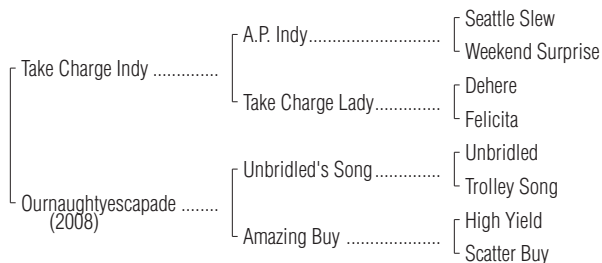 Seattle Slew
A.P. Indy..............................
Weekend Surprise
Take Charge Indy ..............
Dehere
Take Charge Lady...............
Felicita
Unbridled
Unbridled's Song...............
Trolley Song
Ournaughtyescapade ........
(2008)
High Yield
Amazing Buy .....................
Scatter Buy